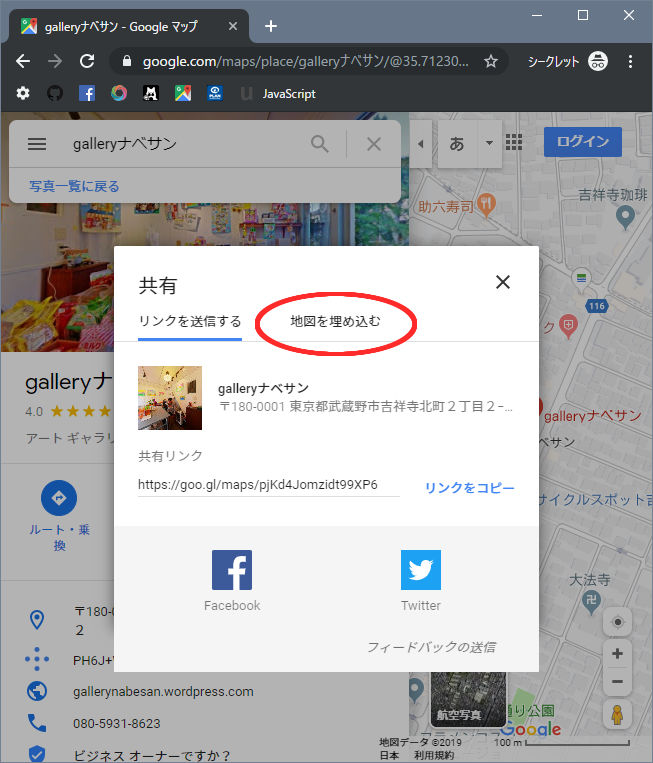 galleryナベサン - Google マップ
google.com/maps/place/galleryナベサン/@35.71230...
シークレット
JavaScript
galleryナベサン
あ
ログイン
写真一覧に戻る
助六寿司
吉祥寺珈琲
共有
リンクを送信する
地図を埋め込む
116
ク
galleryナベサン
〒180-0001 東京都武蔵野市吉祥寺北町２丁目２−...
galleryナ
4.0
アート ギャラリ
galleryナベサン
ベサン
共有リンク
https://goo.gl/maps/pjKd4Jomzidt99XP6
リンクをコピー
サイクルスポット吉
ルート・乗
換
Facebook
Twitter
大法寺
フィードバックの送信
〒180-0
2
PH6J+
gallerynabesan.wordpress.com
080-5931-8623
ビジネス オーナーですか？
航空写真
通り公園
Google
地図データ ©2019
100 m
日本
利用規約